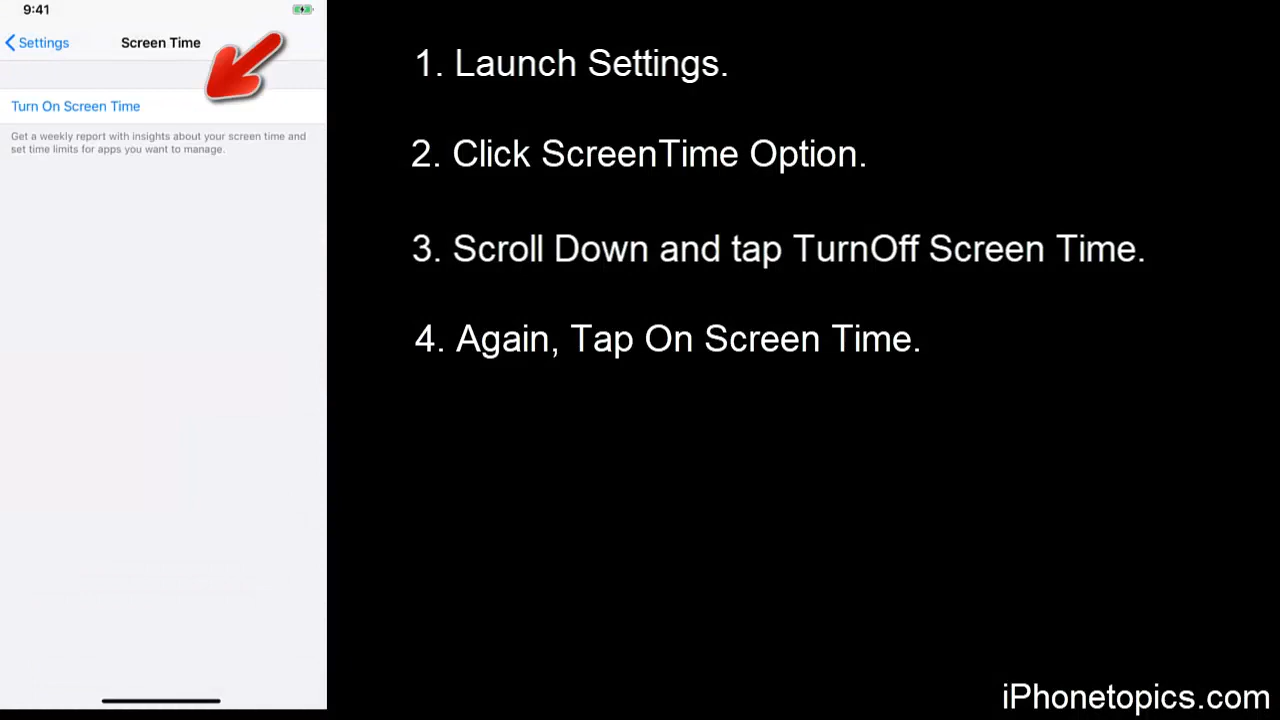 9:41
Settings
Screen Time
Turn On Screen Time
Get a weekly report with insights about your screen time and
set time limits for apps you want to manage.
1. Launch Settings.
2. Click ScreenTime Option.
3. Scroll Down and tap TurnOff Screen Time.
4. Again, Tap On Screen Time.
iPhonetopics.com